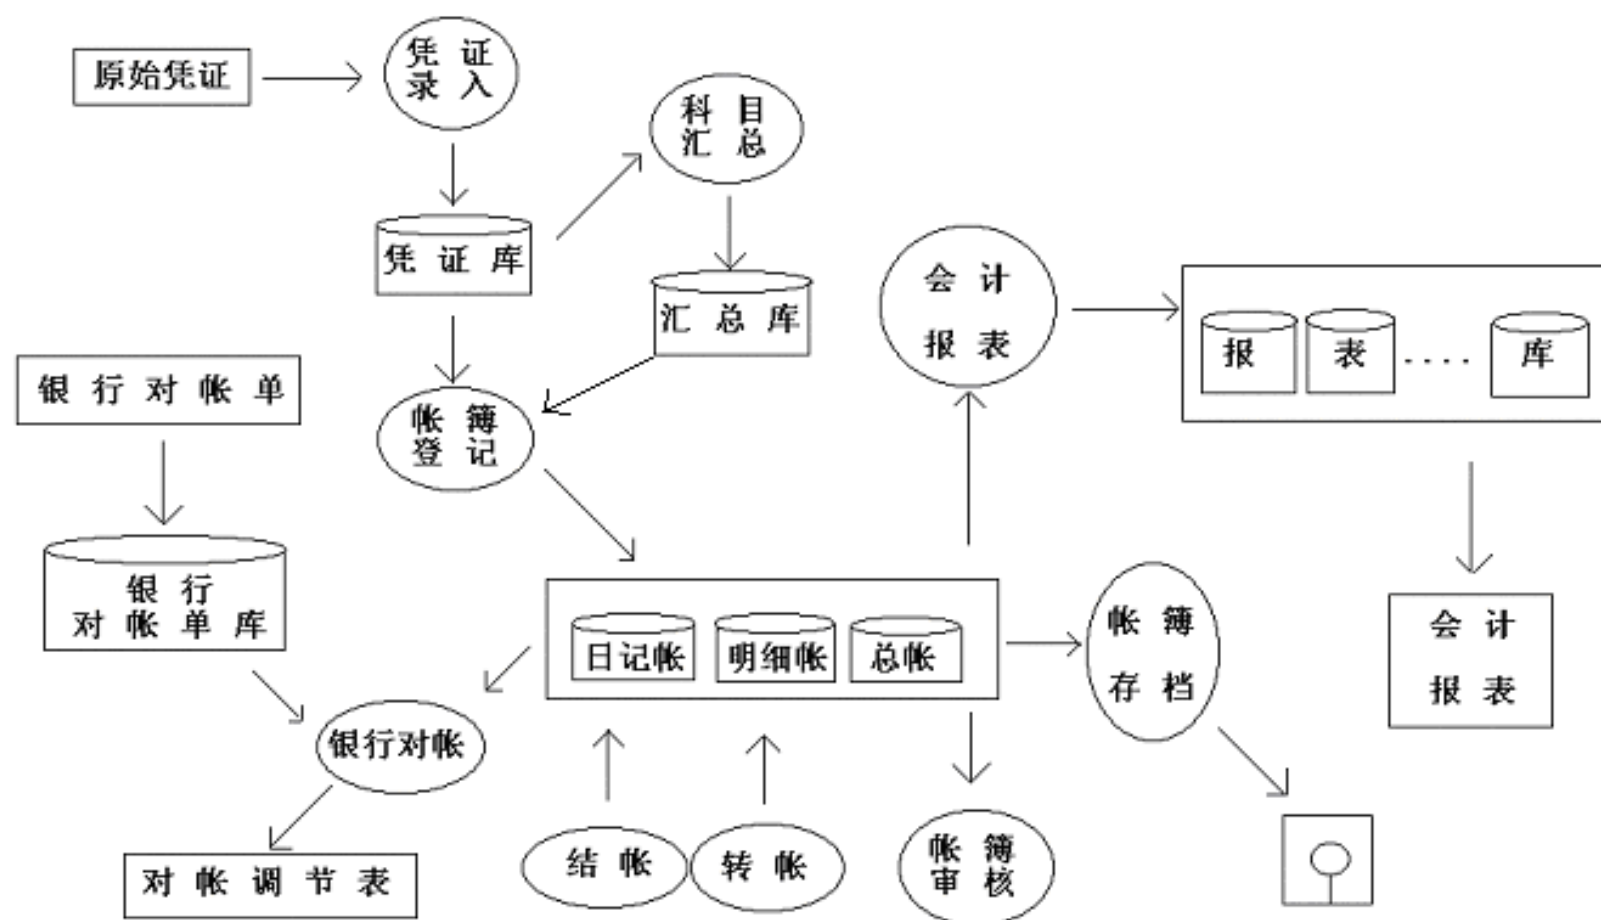 原始凭证
凭证
录入
科目
汇总
凭证库
汇总库
会计
报表
报 表 .... 库
银行对帐单
帐簿
登记
银行
对帐单库
日记帐 明细帐 总帐
帐簿
存档
会计
报表
银行对帐
对帐调节表
结帐
转帐
帐簿
审核